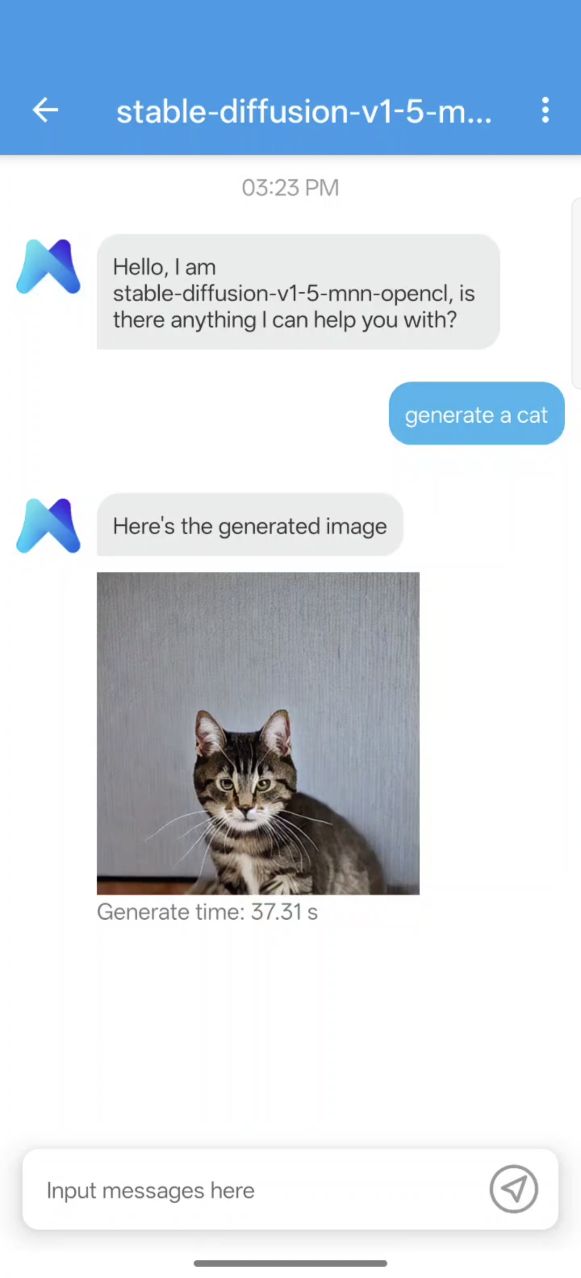 stable-diffusion-v1-5-m...
03:23 PM
Hello, I am
stable-diffusion-v1-5-mnn-opencl, is
there anything I can help you with?
generate a cat
Here's the generated image
Generate time: 37.31 s
Input messages here